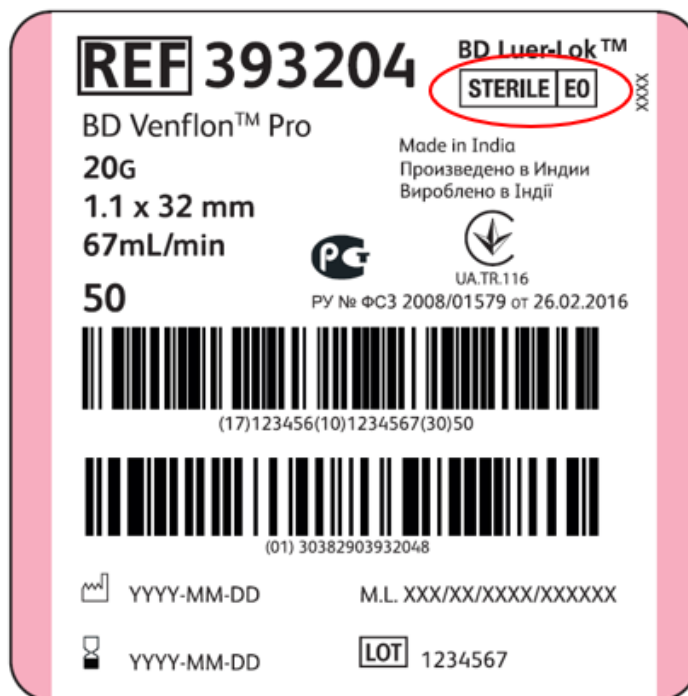 REF 393204
BD Luer-Lok™
STERILE EO
XXXX
BD Venflon™ Pro
20G
1.1 x 32 mm
67mL/min
50
Made in India
Произведено в Индии
Вироблено в Індії
UA.TR.116
РУ № ФСЗ 2008/01579 от 26.02.2016
(17)123456(10)1234567(30)50
(01) 30382903932048
YYYY-MM-DD
M.L. XXX/XX/XXXX/XXXXXX
YYYY-MM-DD
LOT 1234567